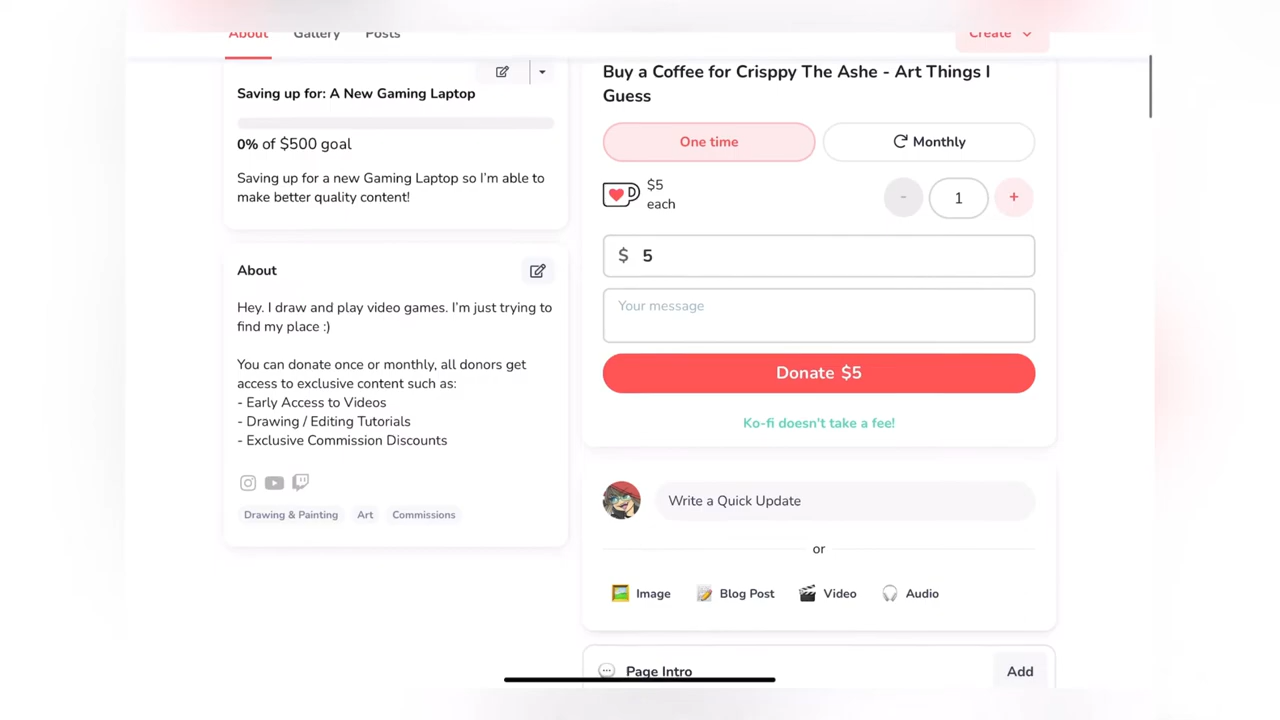 About
Gallery
Posts
Create
Saving up for: A New Gaming Laptop
0% of $500 goal
Saving up for a new Gaming Laptop so I'm able to
make better quality content!
About
Hey. I draw and play video games. I'm just trying to
find my place :)
You can donate once or monthly, all donors get
access to exclusive content such as:
- Early Access to Videos
- Drawing / Editing Tutorials
- Exclusive Commission Discounts
Drawing & Painting
Art
Commissions
Buy a Coffee for Crisppy The Ashe - Art Things I
Guess
One time
Monthly
$5
each
-
1
+
$ 5
Your message
Donate $5
Ko-fi doesn't take a fee!
Write a Quick Update
or
Image
Blog Post
Video
Audio
Page Intro
Add